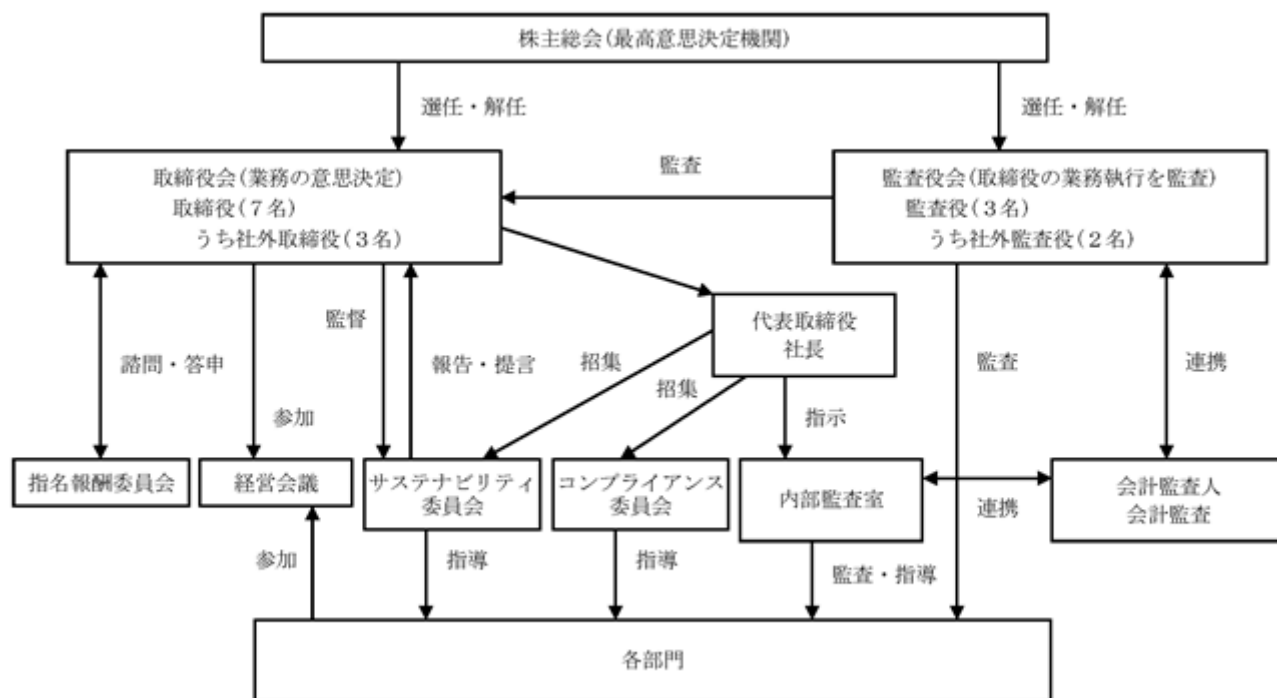 株主総会(最高意思決定機関)
選任・解任
選任・解任
取締役会(業務の意思決定)
取締役(7名)
うち社外取締役(3名)
監査
監査役会(取締役の業務執行を監査)
監査役(3名)
うち社外監査役(2名)
代表取締役
社長
諮問・答申
参加
監督
報告・提言
招集
招集
指示
監査
連携
指名報酬委員会
経営会議
サステナビリティ
委員会
コンプライアンス
委員会
内部監査室
連携
会計監査人
会計監査
参加
指導
指導
監査・指導
各部門